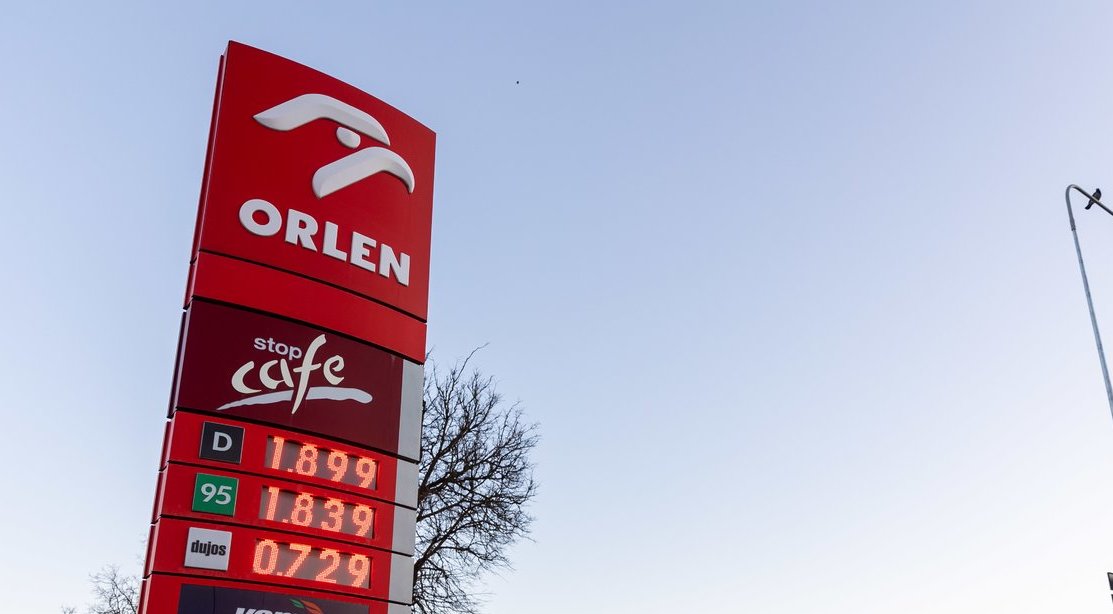 ORLEN
stop
cafe
D 1.899
95 1.839
dujos 0.729